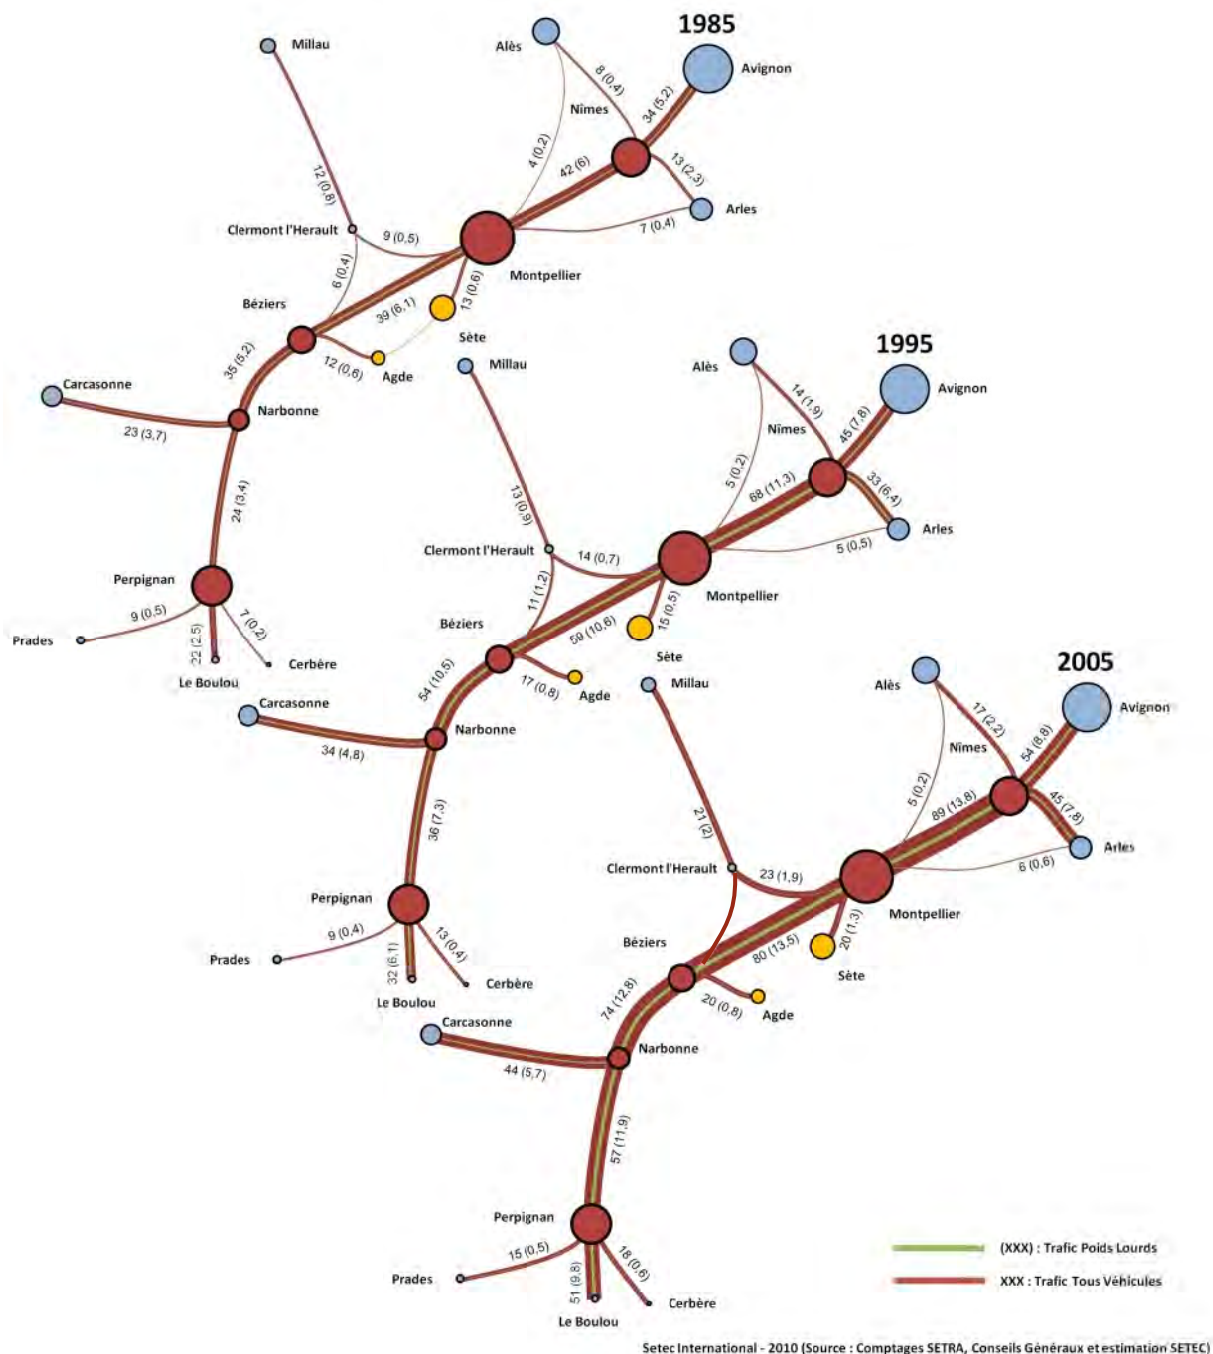 1985
Millau
Alès
Avignon
8 (0,4)
34 (5,2)
Nîmes
4 (0,2)
42 (6)
13 (2,3)
12 (0,8)
Arles
Clermont l'Herault
9 (0,5)
7 (0,4)
Montpellier
6 (0,4)
13 (0,6)
Béziers
39 (6,1)
Sète
35 (5,2)
12 (0,6)
Agde
Carcasonne
Narbonne
23 (3,7)
24 (3,4)
Perpignan
9 (0,5)
7 (0,2)
Prades
22 (2,5)
Cerbère
Le Boulou
1995
Millau
Alès
Avignon
14 (1,9)
45 (7,8)
Nîmes
5 (0,2)
68 (11,3)
33 (6,4)
13 (0,9)
Arles
Clermont l'Herault
14 (0,7)
5 (0,5)
Montpellier
11 (1,2)
15 (0,5)
Béziers
59 (10,6)
Sète
54 (10,5)
17 (0,8)
Agde
Carcasonne
Narbonne
34 (4,8)
36 (7,3)
Perpignan
9 (0,4)
13 (0,4)
Prades
32 (6,1)
Cerbère
Le Boulou
2005
Millau
Alès
Avignon
17 (2,2)
54 (8,8)
Nîmes
5 (0,2)
89 (13,8)
45 (7,8)
21 (2)
Arles
Clermont l'Herault
23 (1,9)
6 (0,6)
Montpellier
20 (1,3)
Béziers
80 (13,5)
Sète
74 (12,8)
20 (0,8)
Agde
Carcasonne
Narbonne
44 (5,7)
57 (11,9)
Perpignan
15 (0,5)
18 (0,6)
Prades
51 (9,8)
Cerbère
Le Boulou
(XXX) : Trafic Poids Lourds
XXX : Trafic Tous Véhicules
Setec International - 2010 (Source : Comptages SETRA, Conseils Généraux et estimation SETEC)